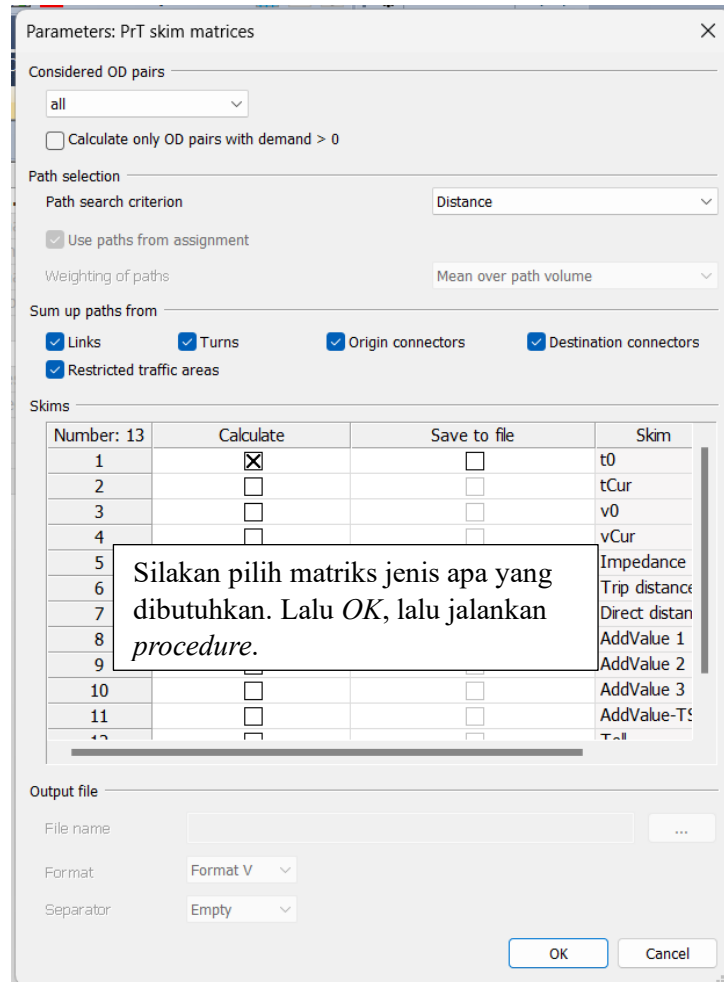 Parameters: PrT skim matrices
Considered OD pairs
all
Calculate only OD pairs with demand > 0
Path selection
Path search criterion Distance
Use paths from assignment
Weighting of paths Mean over path volume
Sum up paths from
Links Turns Origin connectors Destination connectors
Restricted traffic areas
Skims
Number: 13 Calculate Save to file Skim
1 t0
2 tCur
3 v0
4 vCur
5 Impedance
6 Trip distance
7 Direct distan
8 AddValue 1
9 AddValue 2
10 AddValue 3
11 AddValue-TS
Silakan pilih matriks jenis apa yang
dibutuhkan. Lalu OK, lalu jalankan
procedure.
Output file
File name ...
Format Format V
Separator Empty
OK Cancel